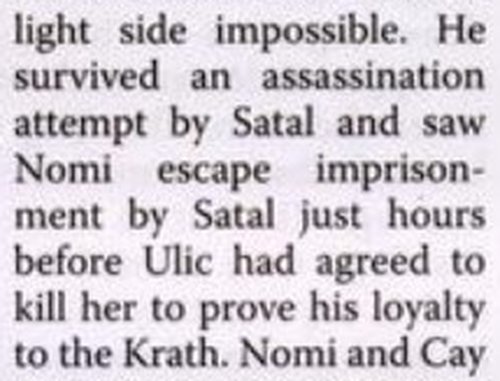 light side impossible. He
survived an assassination
attempt by Satal and saw
Nomi escape imprison-
ment by Satal just hours
before Ulic had agreed to
kill her to prove his loyalty
to the Krath. Nomi and Cay